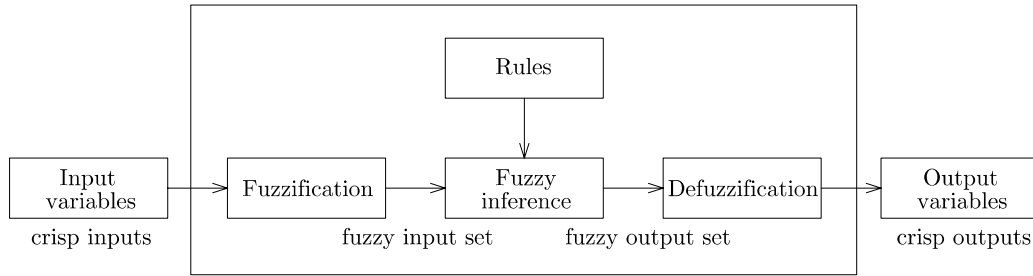 Rules
Input
variables
Fuzzification
Fuzzy
inference
Defuzzification
Output
variables
crisp inputs
fuzzy input set
fuzzy output set
crisp outputs